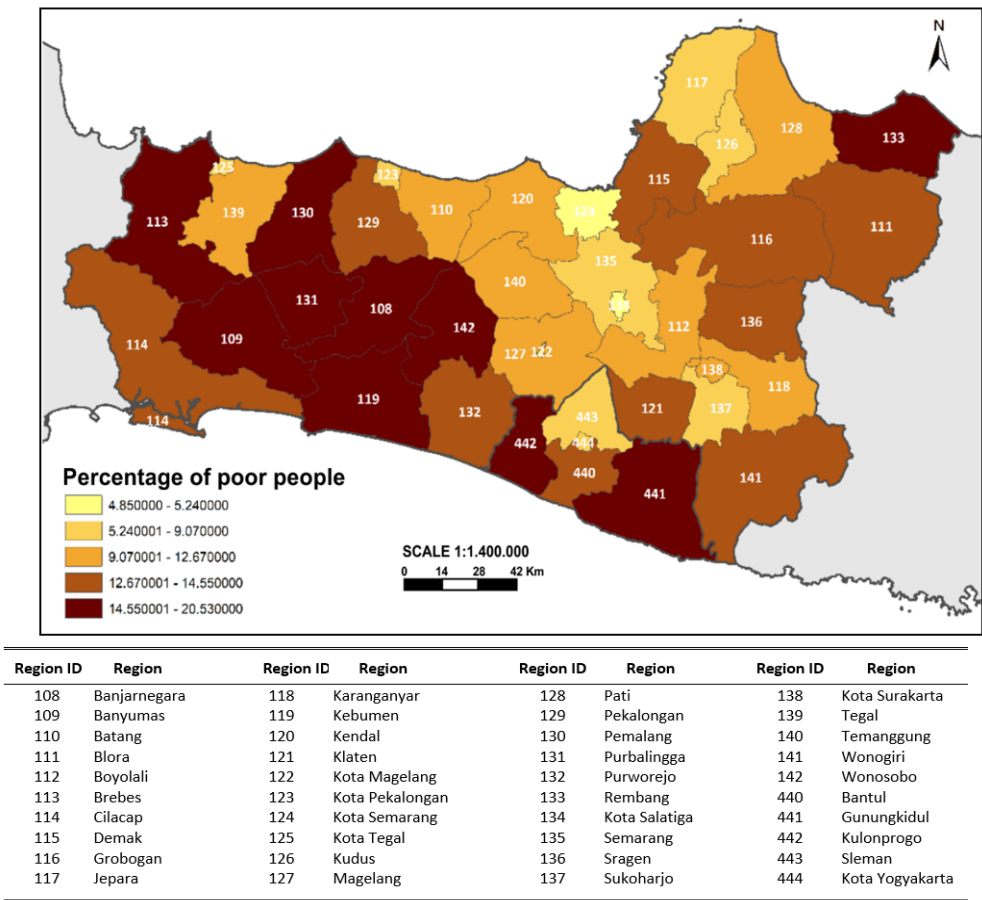 N
117
128
126
133
125
123
115
139
113
130
129
110
120
124
116
111
135
140
131
108
134
142
112
136
109
114
127 122
138
118
119
132
443
121
137
114
442
444
440
441
141
Percentage of poor people
4.850000 - 5.240000
5.240001 - 9.070000
9.070001 - 12.670000
12.670001 - 14.550000
14.550001 - 20.530000
SCALE 1:1.400.000
0 14 28 42 Km
Region ID Region Region ID Region Region ID Region Region ID Region
108 Banjarnegara 118 Karanganyar 128 Pati 138 Kota Surakarta
109 Banyumas 119 Kebumen 129 Pekalongan 139 Tegal
110 Batang 120 Kendal 130 Pemalang 140 Temanggung
111 Blora 121 Klaten 131 Purbalingga 141 Wonogiri
112 Boyolali 122 Kota Magelang 132 Purworejo 142 Wonosobo
113 Brebes 123 Kota Pekalongan 133 Rembang 440 Bantul
114 Cilacap 124 Kota Semarang 134 Kota Salatiga 441 Gunungkidul
115 Demak 125 Kota Tegal 135 Semarang 442 Kulonprogo
116 Grobogan 126 Kudus 136 Sragen 443 Sleman
117 Jepara 127 Magelang 137 Sukoharjo 444 Kota Yogyakarta